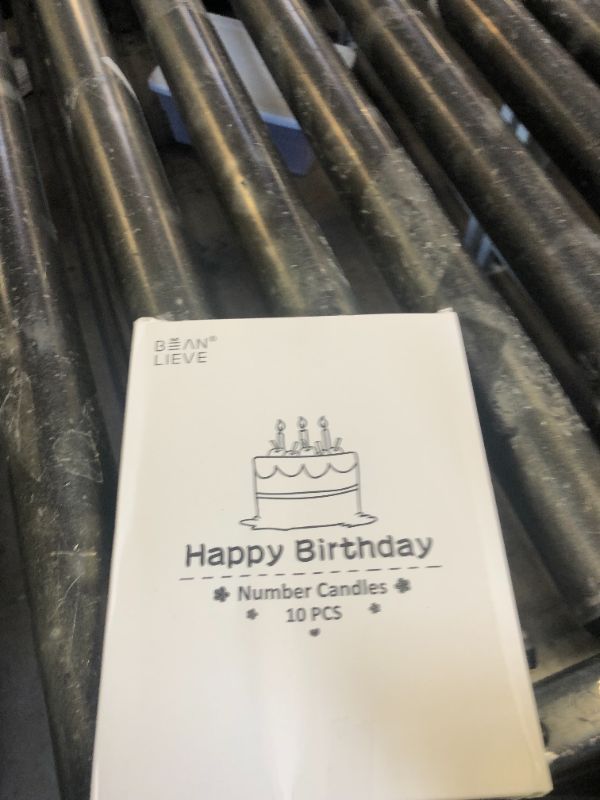 BEAN®
LIEVE
Happy Birthday
Number Candles
10 PCS